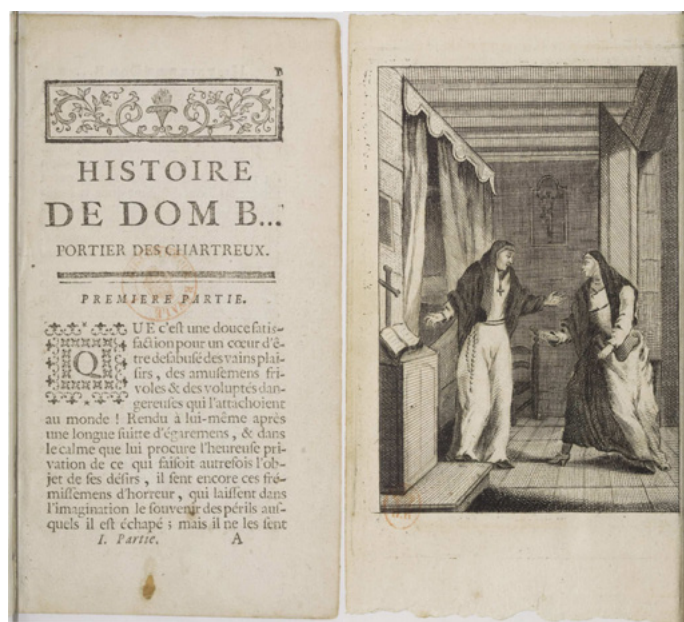 HISTOIRE
DE DOM B...
PORTIER DES CHARTREUX.
PREMIERE PARTIE.
QUE c'est une douce satis-
faction pour un cœur d'ê-
tre desabusé des vains plai-
sirs, des amusemens fri-
voles & des voluptés dan-
gereuses qui l'attachoient
au monde ! Rendu à lui-même après
une longue suitte d'égaremens, & dans
le calme que lui procure l'heureuse pri-
vation de ce qui faisoit autrefois l'ob-
jet de ses désirs, il sent encore ces fré-
missemens d'horreur, qui laissent dans
l'imagination le souvenir des périls aus-
quels il est échapé ; mais il ne les sent
I. Partie. A